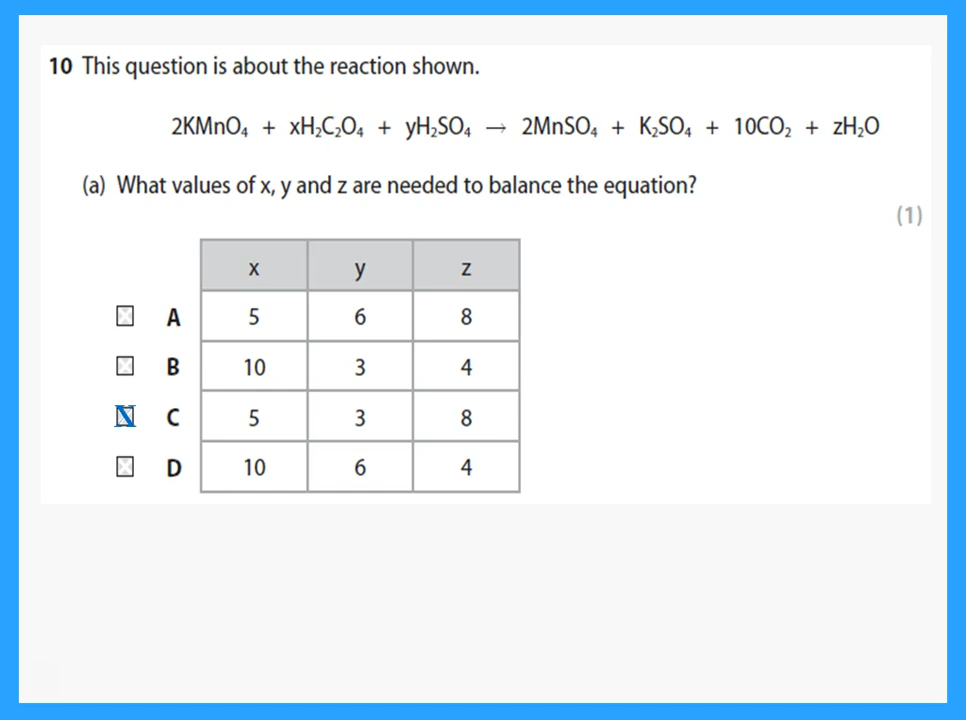 10 This question is about the reaction shown.
2KMnO₄ + xH₂C₂O₄ + yH₂SO₄ → 2MnSO₄ + K₂SO₄ + 10CO₂ + zH₂O
(a) What values of x, y and z are needed to balance the equation?
(1)
x y z
A 5 6 8
B 10 3 4
N C 5 3 8
D 10 6 4